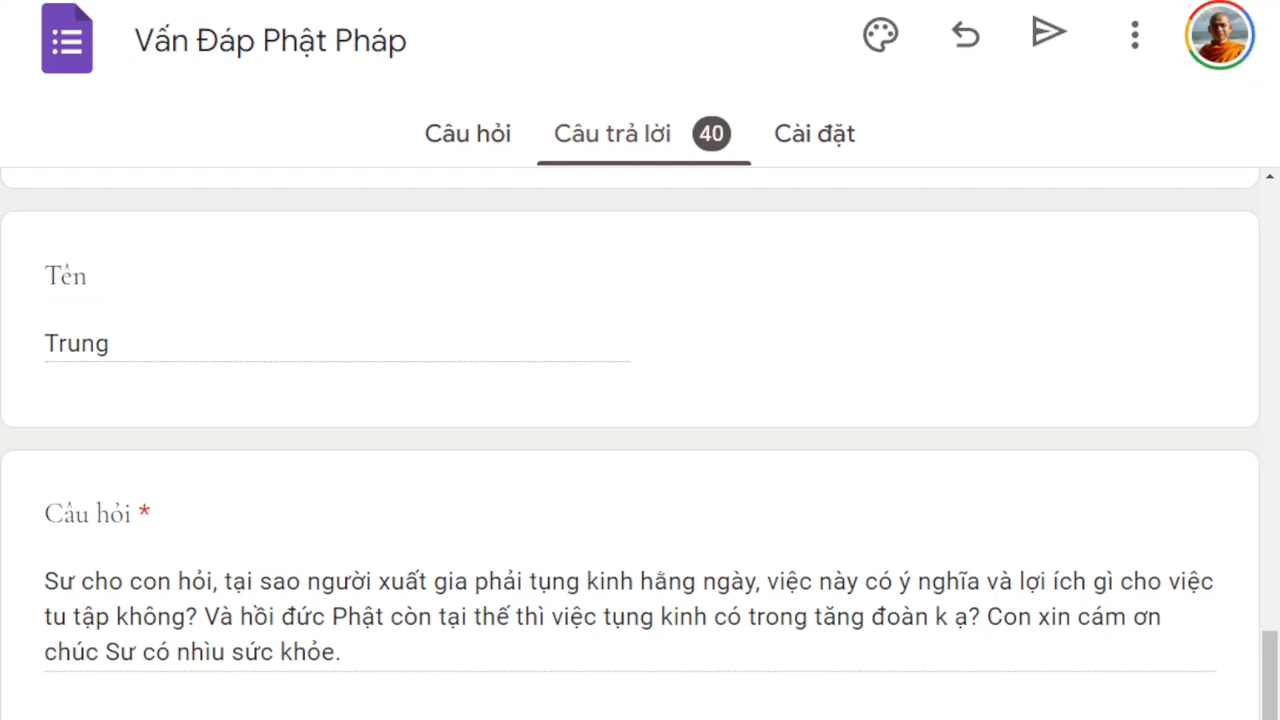 Vấn Đáp Phật Pháp
Câu hỏi
Câu trả lời
40
Cài đặt
Tên
Trung
Câu hỏi *
Sư cho con hỏi, tại sao người xuất gia phải tụng kinh hằng ngày, việc này có ý nghĩa và lợi ích gì cho việc
tu tập không? Và hồi đức Phật còn tại thế thì việc tụng kinh có trong tăng đoàn k ạ? Con xin cám ơn
chúc Sư có nhìu sức khỏe.